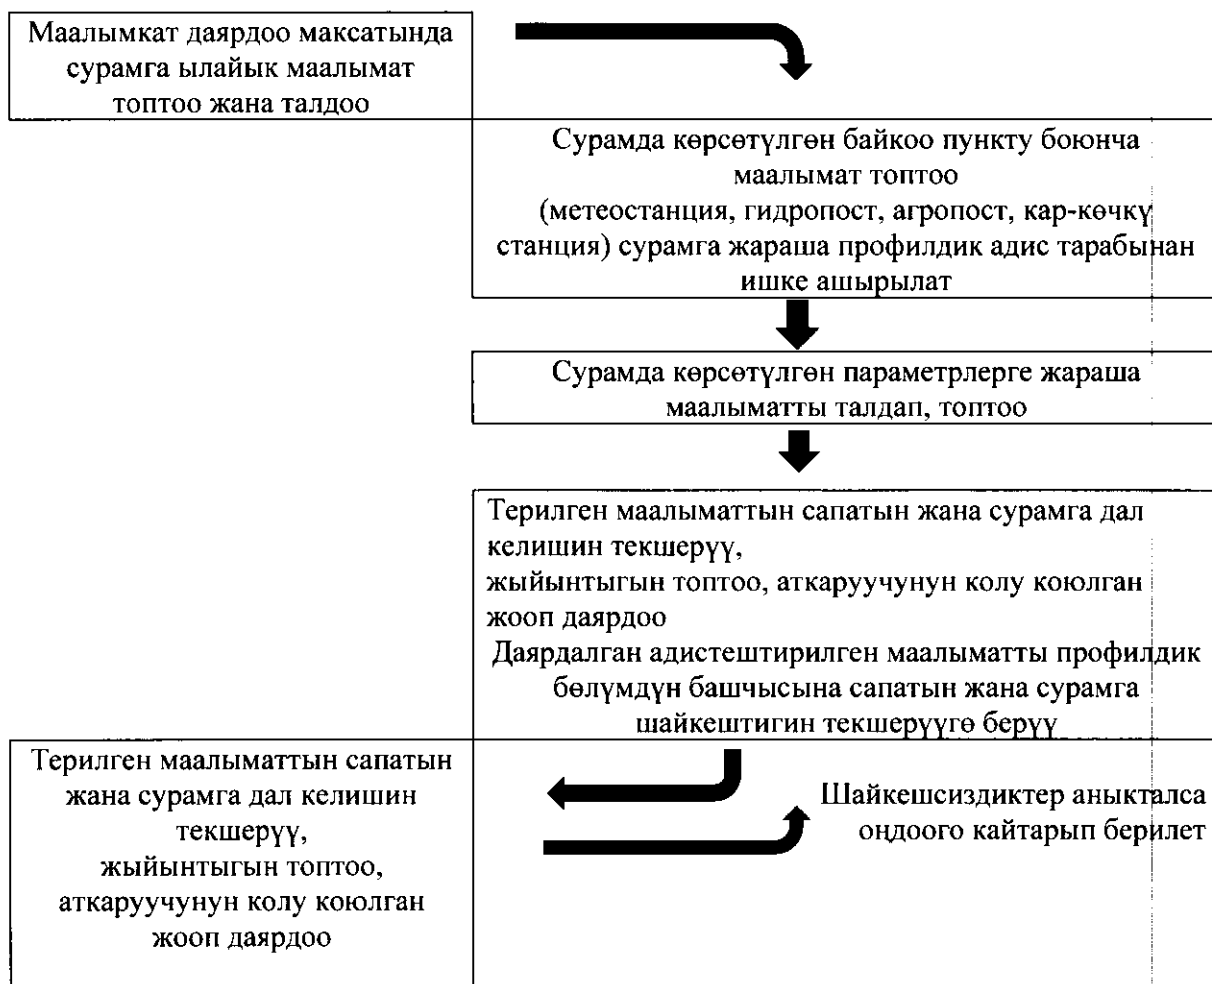 Маалымкат даярдоо максатында
сурамга ылайык маалымат
топтоо жана талдоо
Сурамда көрсөтүлгөн байкоо пункту боюнча
маалымат топтоо
(метеостанция, гидропост, агропост, кар-көчкү
станция) сурамга жараша профилдик адис тарабынан
ишке ашырылат
Сурамда көрсөтүлгөн параметрлерге жараша
маалыматты талдап, топтоо
Терилген маалыматтын сапатын жана сурамга дал
келишин текшерүү,
жыйынтыгын топтоо, аткаруучунун колу коюлган
жооп даярдоо
Даярдалган адистештирилген маалыматты профилдик
бөлүмдүн башчысына сапатын жана сурамга
шайкештигин текшерүүгө берүү
Терилген маалыматтын сапатын
жана сурамга дал келишин
текшерүү,
жыйынтыгын топтоо,
аткаруучунун колу коюлган
жооп даярдоо
Шайкешсиздиктер аныкталса
оңдоого кайтарып берилет